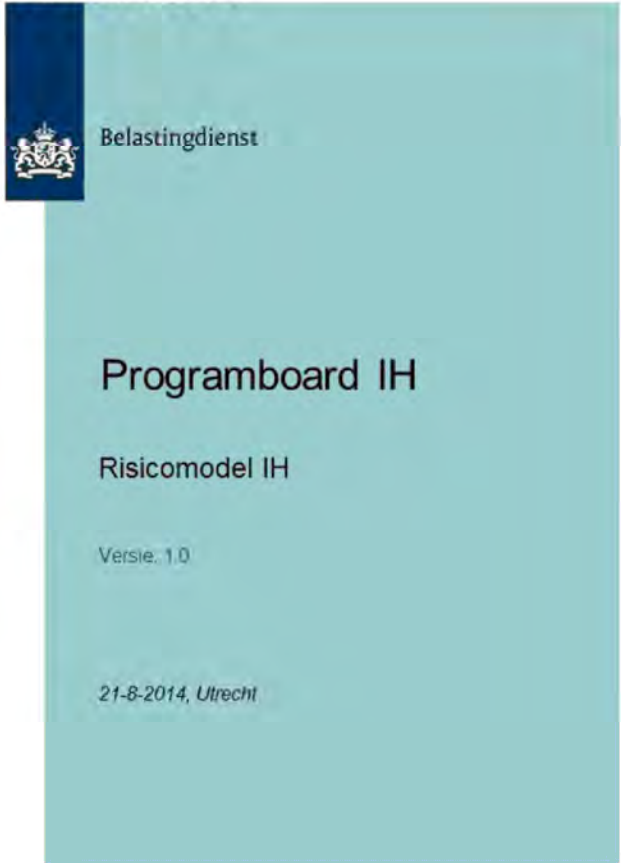 Belastingdienst
Programboard IH
Risicomodel IH
Versie: 1.0
21-8-2014, Utrecht